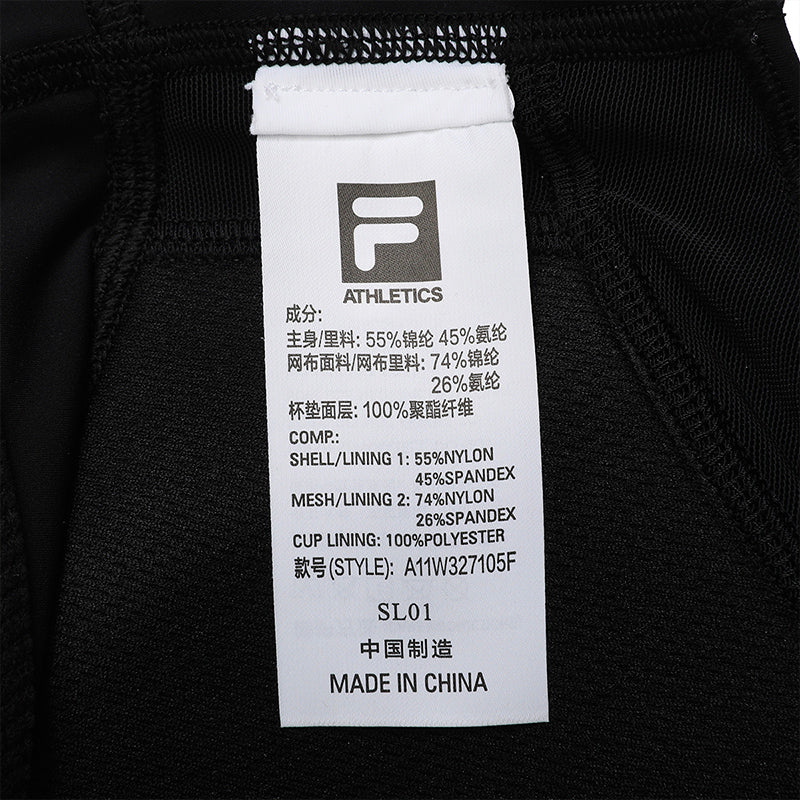 F
ATHLETICS
成分:
主身/里料: 55%锦纶 45%氨纶
网布面料/网布里料: 74%锦纶
26%氨纶
杯垫面层: 100%聚酯纤维
COMP.:
SHELL/LINING 1: 55%NYLON
45%SPANDEX
MESH/LINING 2: 74%NYLON
26%SPANDEX
CUP LINING: 100%POLYESTER
款号(STYLE): A11W327105F
SL01
中国制造
MADE IN CHINA